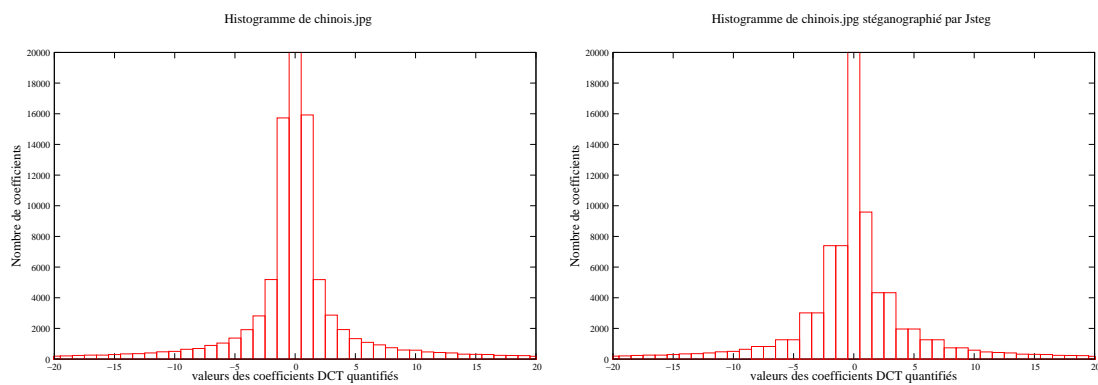 Histogramme de chinois.jpg
20000
18000
16000
14000
12000
10000
8000
6000
4000
2000
0
Nombre de coefficients
−20 −15 −10 −5 0 5 10 15 20
valeurs des coefficients DCT quantifiés
Histogramme de chinois.jpg stéganographié par Jsteg
20000
18000
16000
14000
12000
10000
8000
6000
4000
2000
0
Nombre de coefficients
−20 −15 −10 −5 0 5 10 15 20
valeurs des coefficients DCT quantifiés